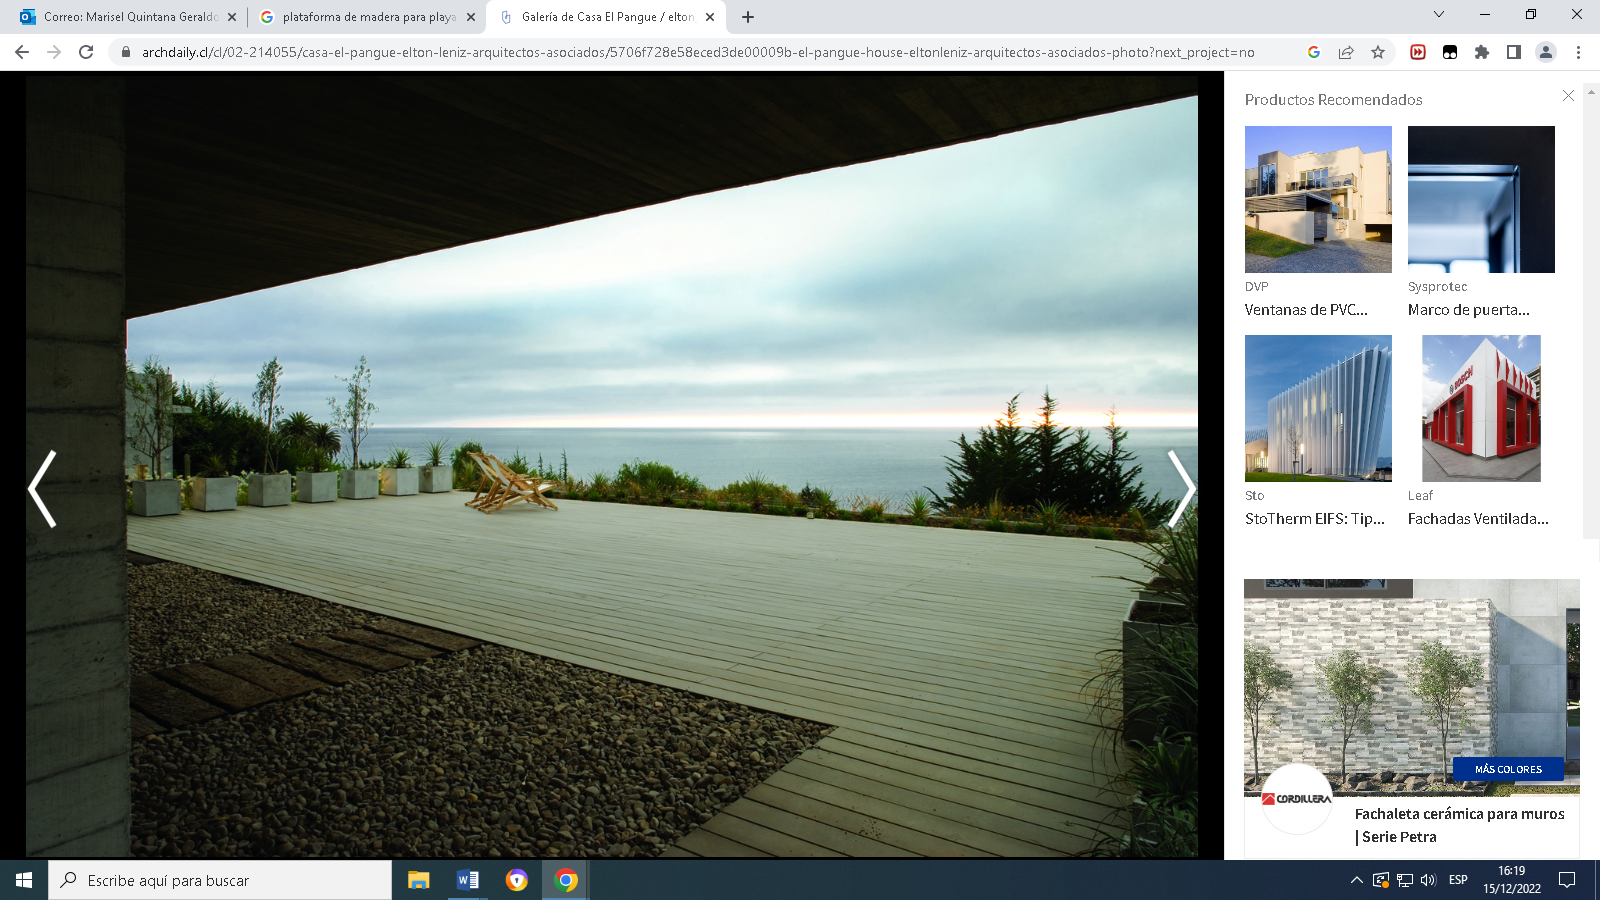 Correo: Marisel Quintana Geraldo
plataforma de madera para playa
Galería de Casa El Pangue / elton
archdaily.cl/cl/02-214055/casa-el-pangue-elton-leniz-arquitectos-asociados/5706f728e58eced3de00009b-el-pangue-house-eltonleniz-arquitectos-asociados-photo?next_project=no
Productos Recomendados
DVP
Ventanas de PVC...
Sysprotec
Marco de puerta...
BOSCH
Sto
StoTherm EIFS: Tip...
Leaf
Fachadas Ventilada...
MÁS COLORES
CORDILLERA
Fachaleta cerámica para muros
| Serie Petra
Escribe aquí para buscar
ESP
16:19
15/12/2022